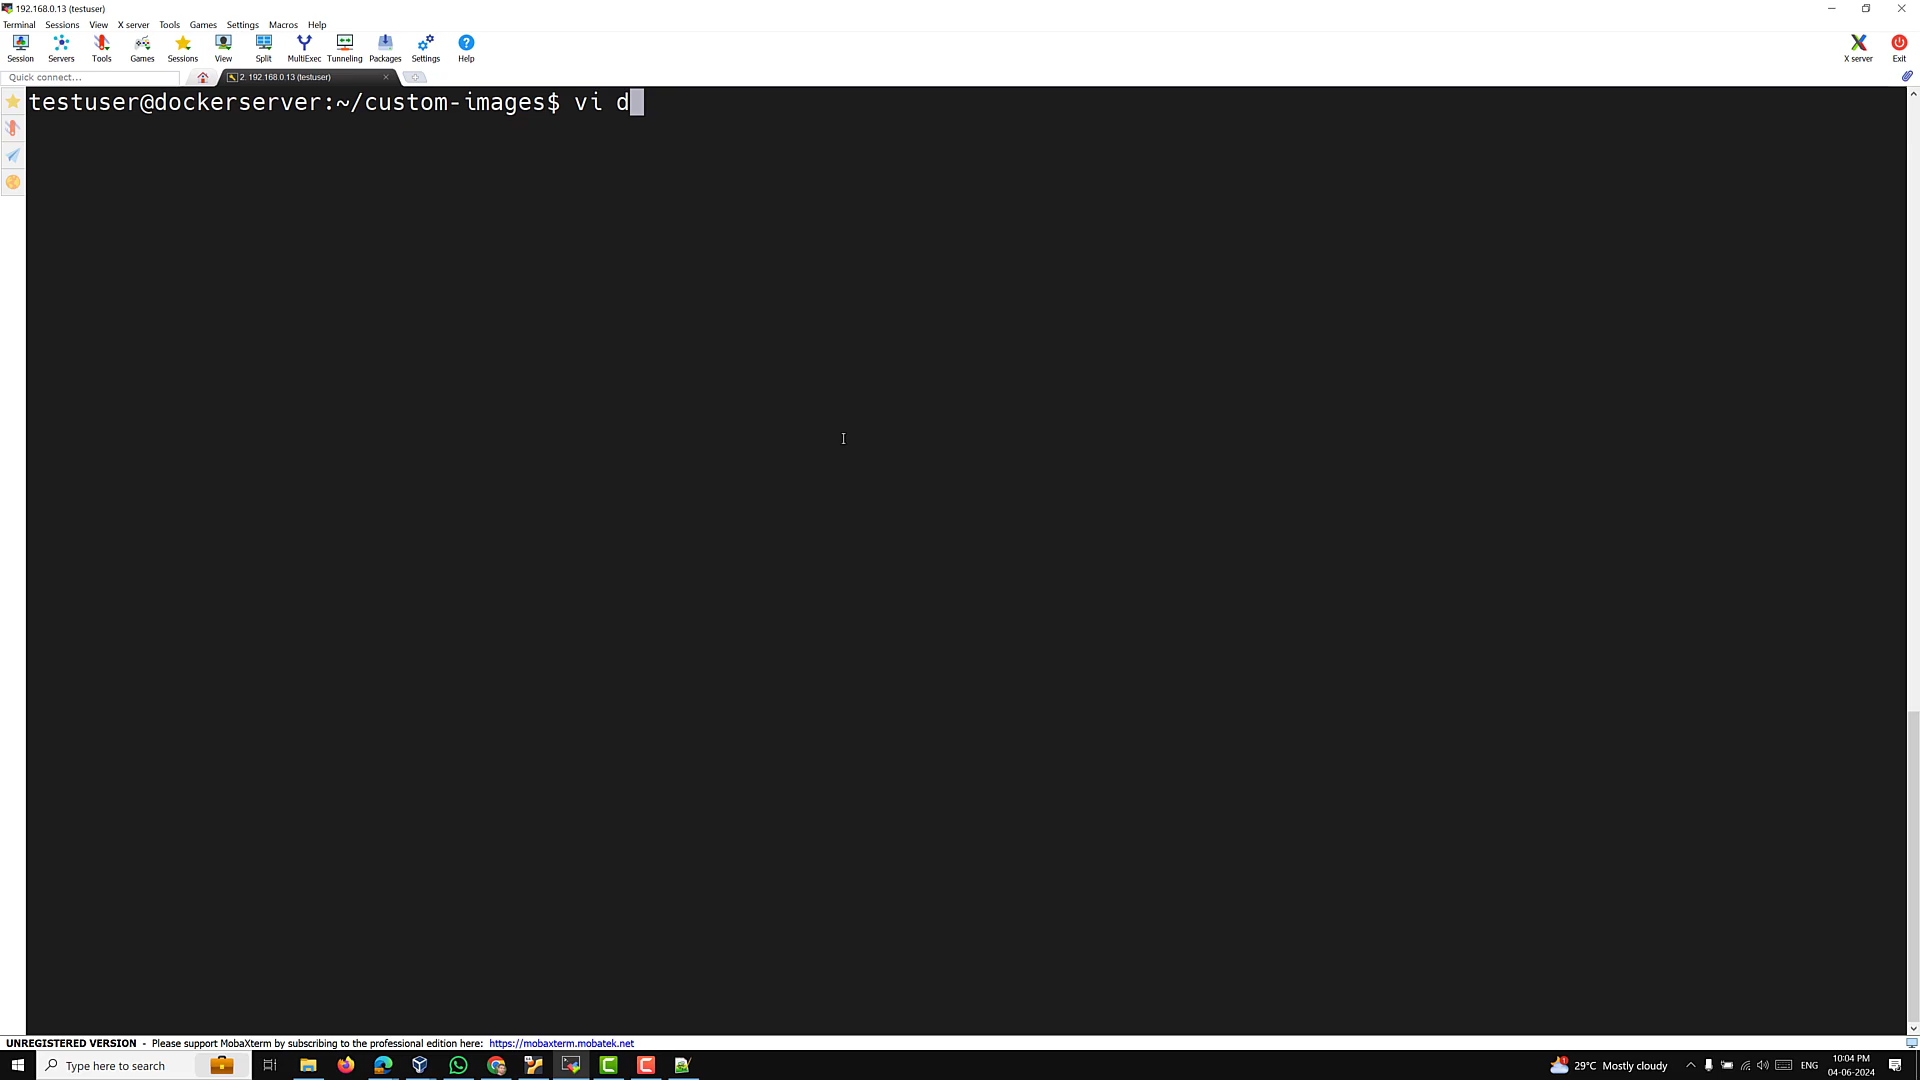 192.168.0.13 (testuser)
Terminal Sessions View X server Tools Games Settings Macros Help
Session Servers Tools Games Sessions View Split MultiExec Tunneling Packages Settings Help X server Exit
Quick connect... 2. 192.168.0.13 (testuser)
testuser@dockerserver:~/custom-images$ vi d
UNREGISTERED VERSION - Please support MobaXterm by subscribing to the professional edition here: https://mobaxterm.mobatek.net
Type here to search 29°C Mostly cloudy ENG 10:04 PM
04-06-2024